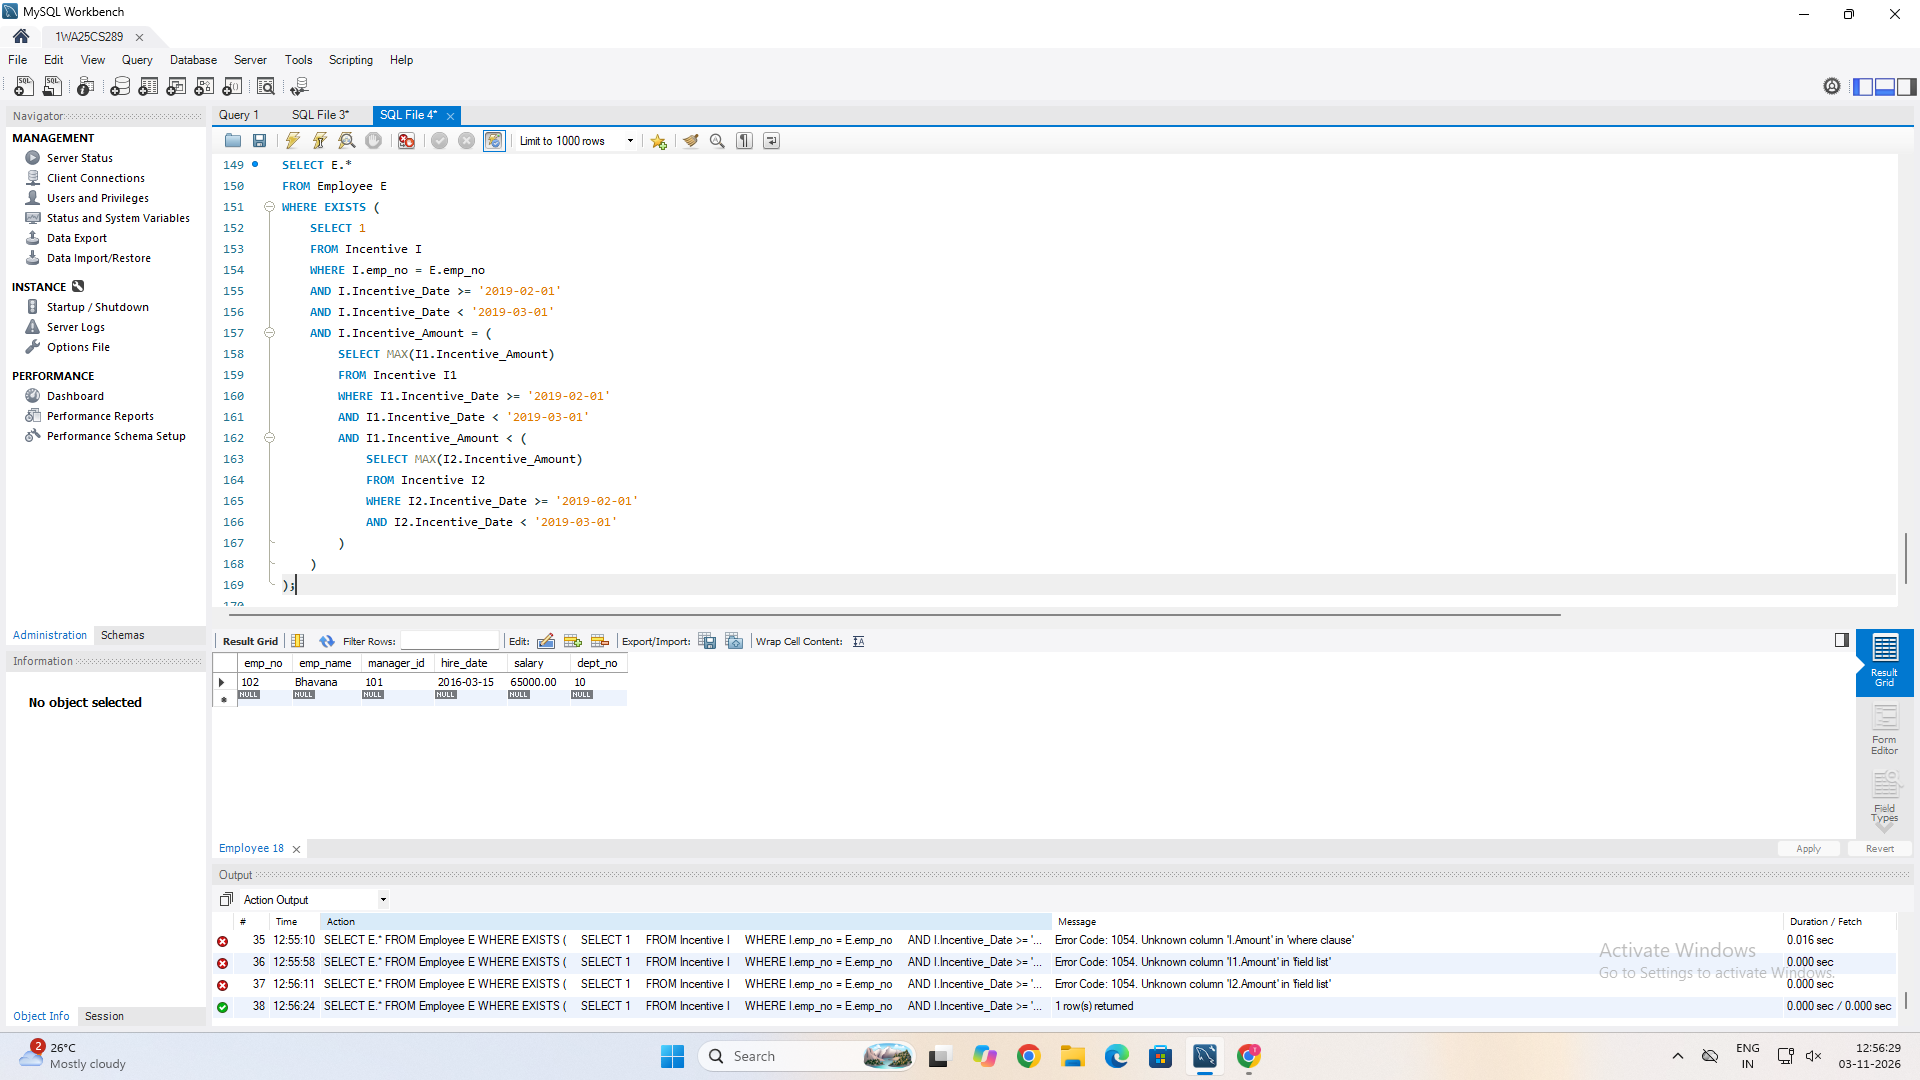 MySQL Workbench
1WA25CS289
File Edit View Query Database Server Tools Scripting Help
Navigator
MANAGEMENT
Server Status
Client Connections
Users and Privileges
Status and System Variables
Data Export
Data Import/Restore
INSTANCE
Startup / Shutdown
Server Logs
Options File
PERFORMANCE
Dashboard
Performance Reports
Performance Schema Setup
Administration Schemas
Information
No object selected
Object Info Session
Query 1 SQL File 3* SQL File 4*
Limit to 1000 rows
149 SELECT E.*
150 FROM Employee E
151 WHERE EXISTS (
152 SELECT 1
153 FROM Incentive I
154 WHERE I.emp_no = E.emp_no
155 AND I.Incentive_Date >= '2019-02-01'
156 AND I.Incentive_Date < '2019-03-01'
157 AND I.Incentive_Amount = (
158 SELECT MAX(I1.Incentive_Amount)
159 FROM Incentive I1
160 WHERE I1.Incentive_Date >= '2019-02-01'
161 AND I1.Incentive_Date < '2019-03-01'
162 AND I1.Incentive_Amount < (
163 SELECT MAX(I2.Incentive_Amount)
164 FROM Incentive I2
165 WHERE I2.Incentive_Date >= '2019-02-01'
166 AND I2.Incentive_Date < '2019-03-01'
167 )
168 )
169 );
170
Result Grid Filter Rows: Edit: Export/Import: Wrap Cell Content:
emp_no emp_name manager_id hire_date salary dept_no
102 Bhavana 101 2016-03-15 65000.00 10
NULL NULL NULL NULL NULL NULL
Result Grid
Form Editor
Field Types
Employee 18
Apply Revert
Output
Action Output
# Time Action Message Duration / Fetch
35 12:55:10 SELECT E.* FROM Employee E WHERE EXISTS ( SELECT 1 FROM Incentive I WHERE I.emp_no = E.emp_no AND I.Incentive_Date >= '... Error Code: 1054. Unknown column 'I.Amount' in 'where clause' 0.016 sec
36 12:55:58 SELECT E.* FROM Employee E WHERE EXISTS ( SELECT 1 FROM Incentive I WHERE I.emp_no = E.emp_no AND I.Incentive_Date >= '... Error Code: 1054. Unknown column 'I1.Amount' in 'field list' 0.000 sec
37 12:56:11 SELECT E.* FROM Employee E WHERE EXISTS ( SELECT 1 FROM Incentive I WHERE I.emp_no = E.emp_no AND I.Incentive_Date >= '... Error Code: 1054. Unknown column 'I2.Amount' in 'field list' 0.000 sec
38 12:56:24 SELECT E.* FROM Employee E WHERE EXISTS ( SELECT 1 FROM Incentive I WHERE I.emp_no = E.emp_no AND I.Incentive_Date >= '... 1 row(s) returned 0.000 sec / 0.000 sec
Activate Windows
Go to Settings to activate Windows.
2
26°C
Mostly cloudy
Search
ENG
IN
12:56:29
03-11-2026